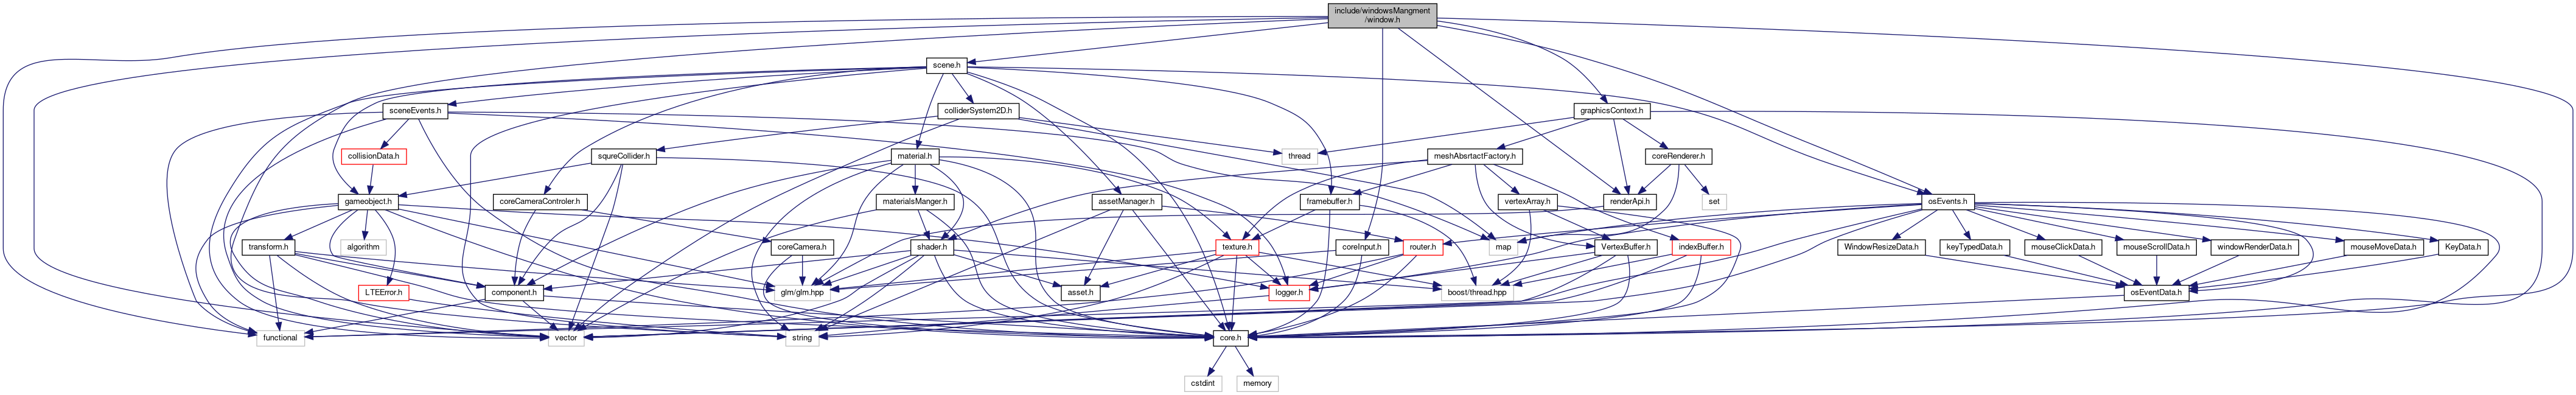 include/windowsMangment
/window.h
scene.h
sceneEvents.h
colliderSystem2D.h
graphicsContext.h
collisionData.h
squreCollider.h
material.h
thread
meshAbsrtactFactory.h
coreRenderer.h
gameobject.h
coreCameraControler.h
materialsManger.h
assetManager.h
framebuffer.h
vertexArray.h
renderApi.h
set
osEvents.h
transform.h
algorithm
coreCamera.h
shader.h
texture.h
coreInput.h
router.h
map
VertexBuffer.h
indexBuffer.h
WindowResizeData.h
keyTypedData.h
mouseClickData.h
mouseScrollData.h
windowRenderData.h
mouseMoveData.h
KeyData.h
LTEError.h
component.h
glm/glm.hpp
asset.h
logger.h
boost/thread.hpp
osEventData.h
functional
vector
string
core.h
cstdint
memory